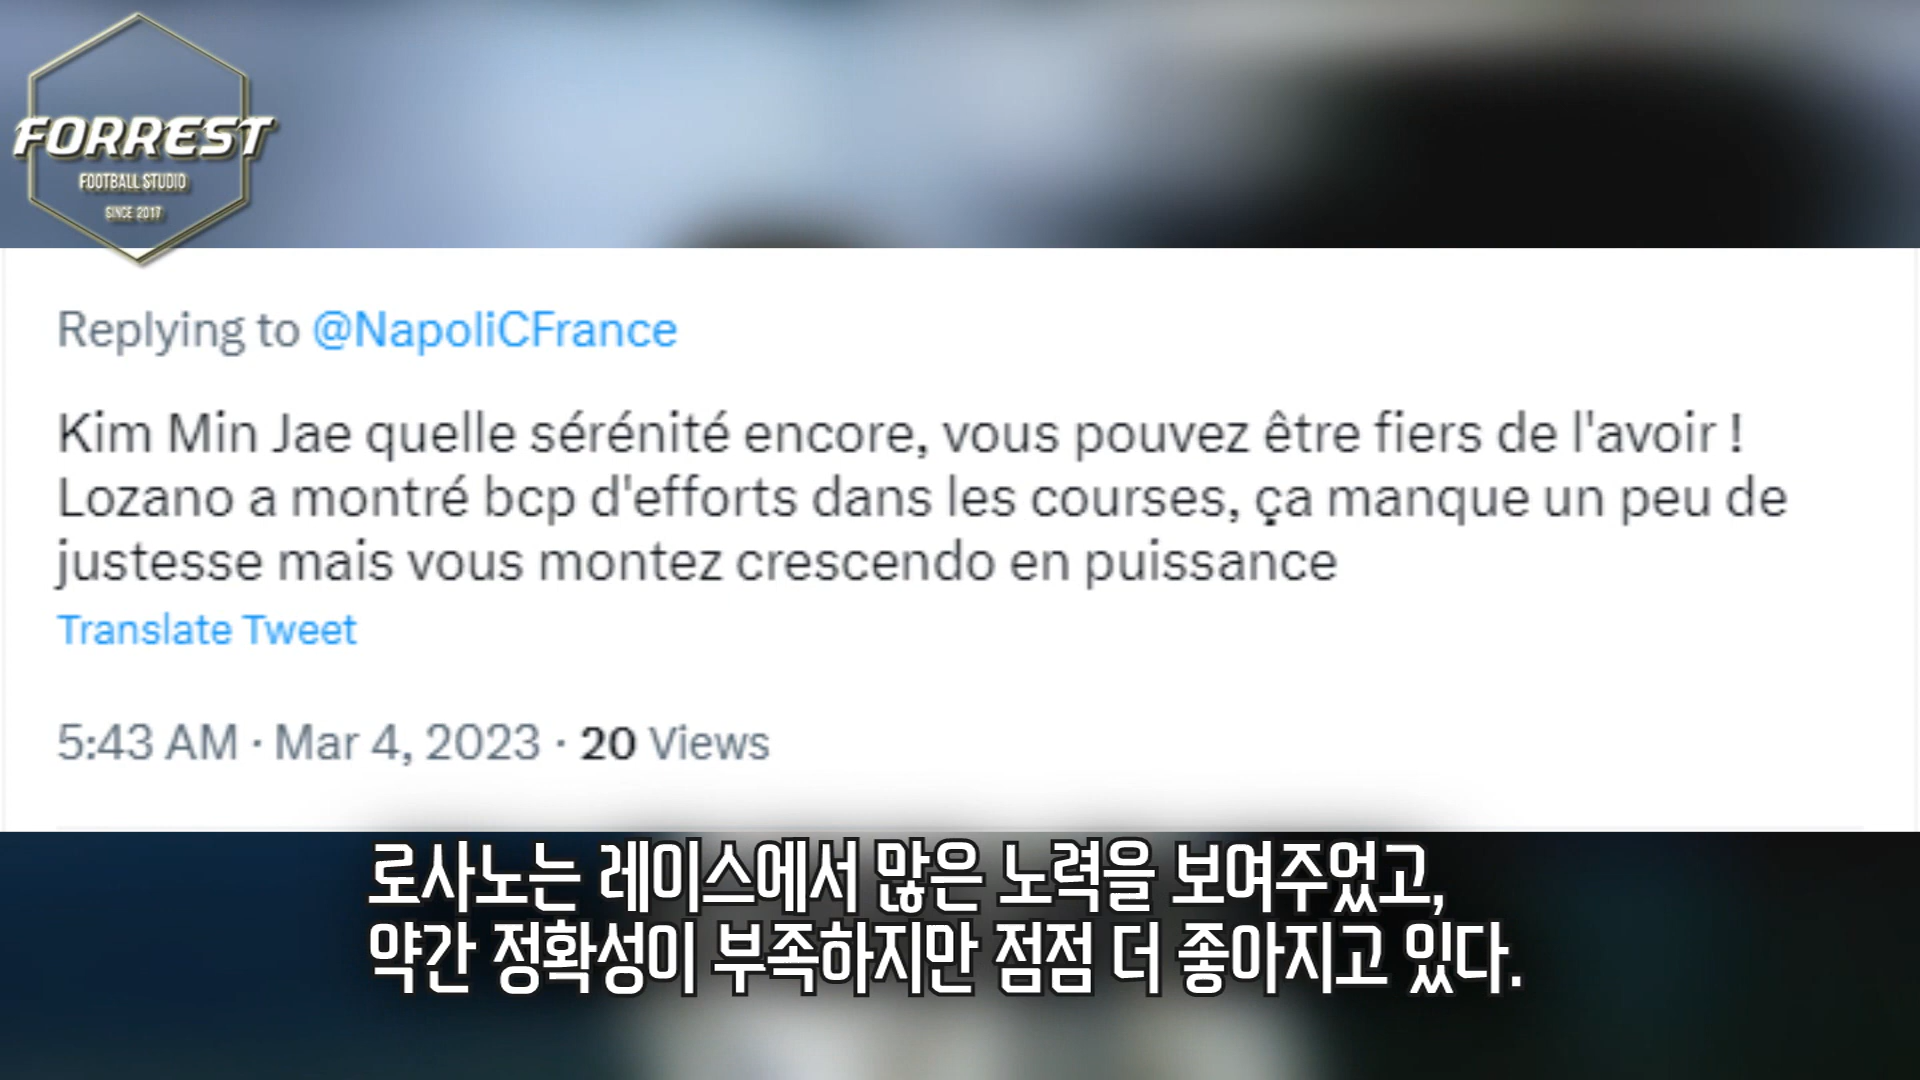 FORREST
FOOTBALL STUDIO
SINCE 2017
Replying to @NapoliCFrance
Kim Min Jae quelle sérénité encore, vous pouvez être fiers de l'avoir !
Lozano a montré bcp d'efforts dans les courses, ça manque un peu de
justesse mais vous montez crescendo en puissance
Translate Tweet
5:43 AM · Mar 4, 2023 · 20 Views
로사노는 레이스에서 많은 노력을 보여주었고,
약간 정확성이 부족하지만 점점 더 좋아지고 있다.